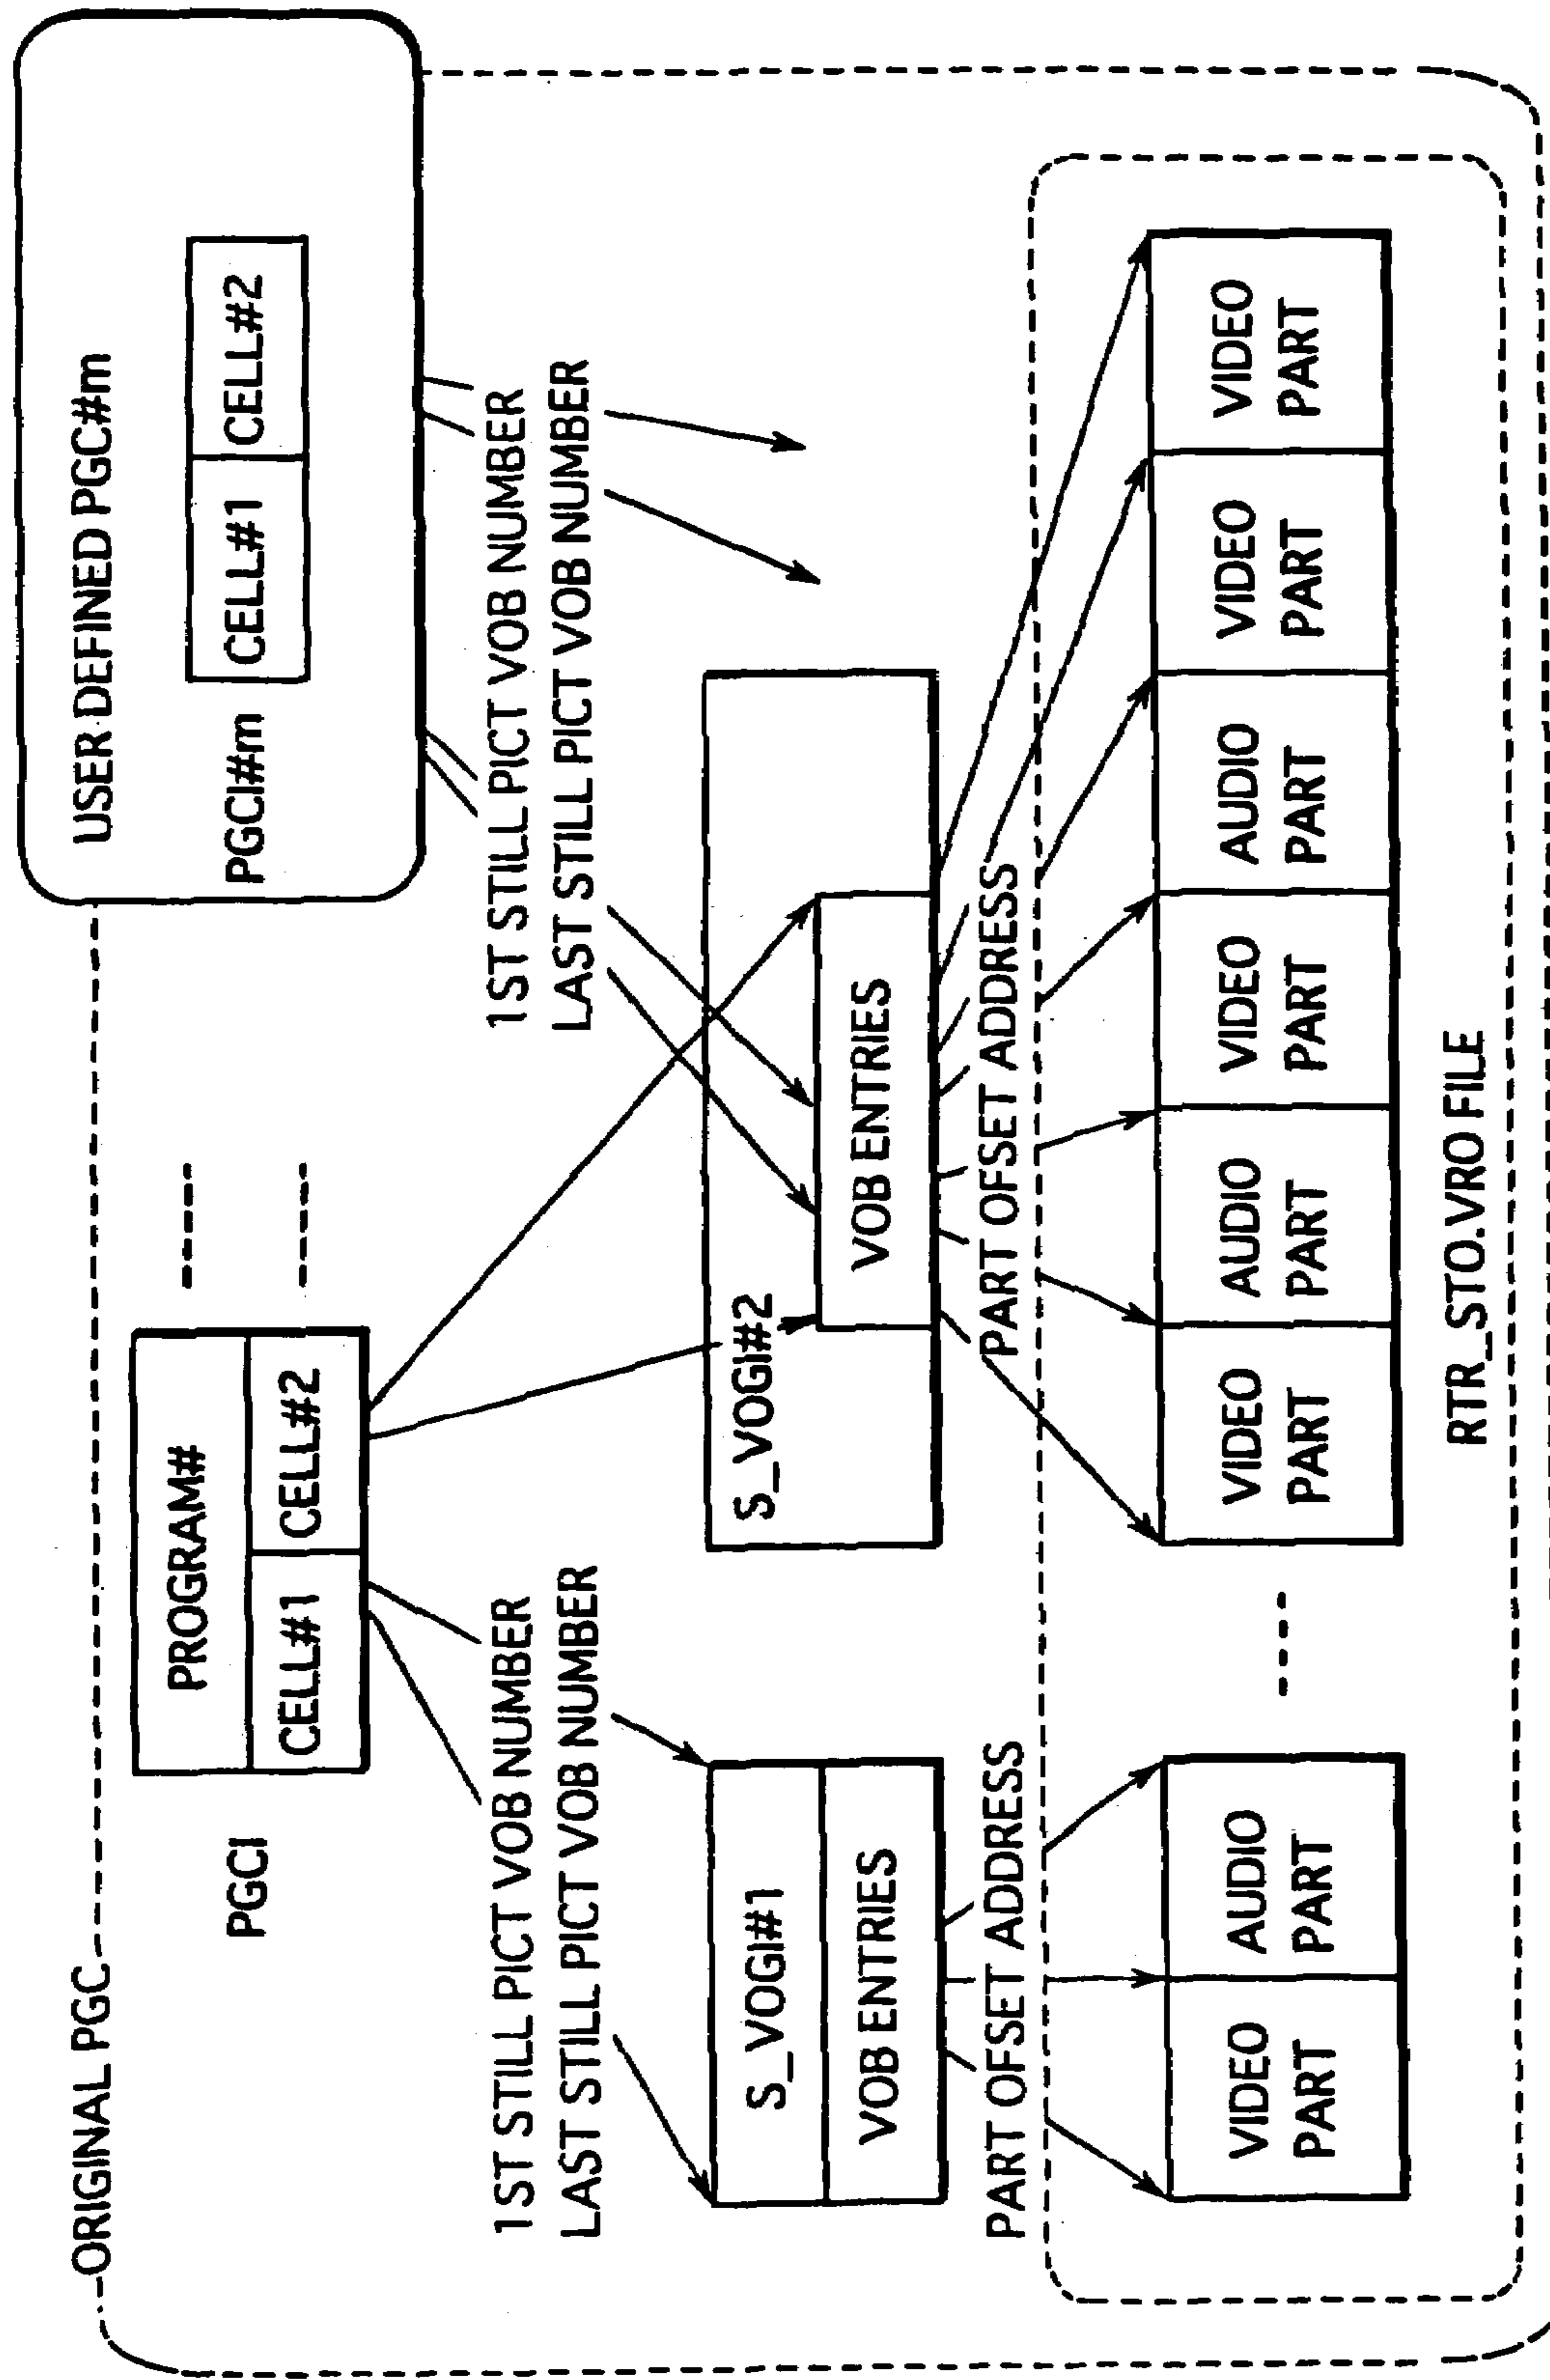 ORIGINAL PGC
USER DEFINED PGC#m
PGCI
PROGRAM#
CELL#1
CELL#2
-----
-----
PGCI#m
CELL#1
CELL#2
1ST STILL PICT VOB NUMBER
LAST STILL PICT VOB NUMBER
1ST STILL PICT VOB NUMBER
LAST STILL PICT VOB NUMBER
S_VOGI#1
VOB ENTRIES
S_VOGI#2
VOB ENTRIES
PART OFSET ADDRESS
PART OFSET ADDRESS
VIDEO
PART
AUDIO
PART
----
VIDEO
PART
AUDIO
PART
VIDEO
PART
AUDIO
PART
VIDEO
PART
VIDEO
PART
RTR_STO.VRO FILE